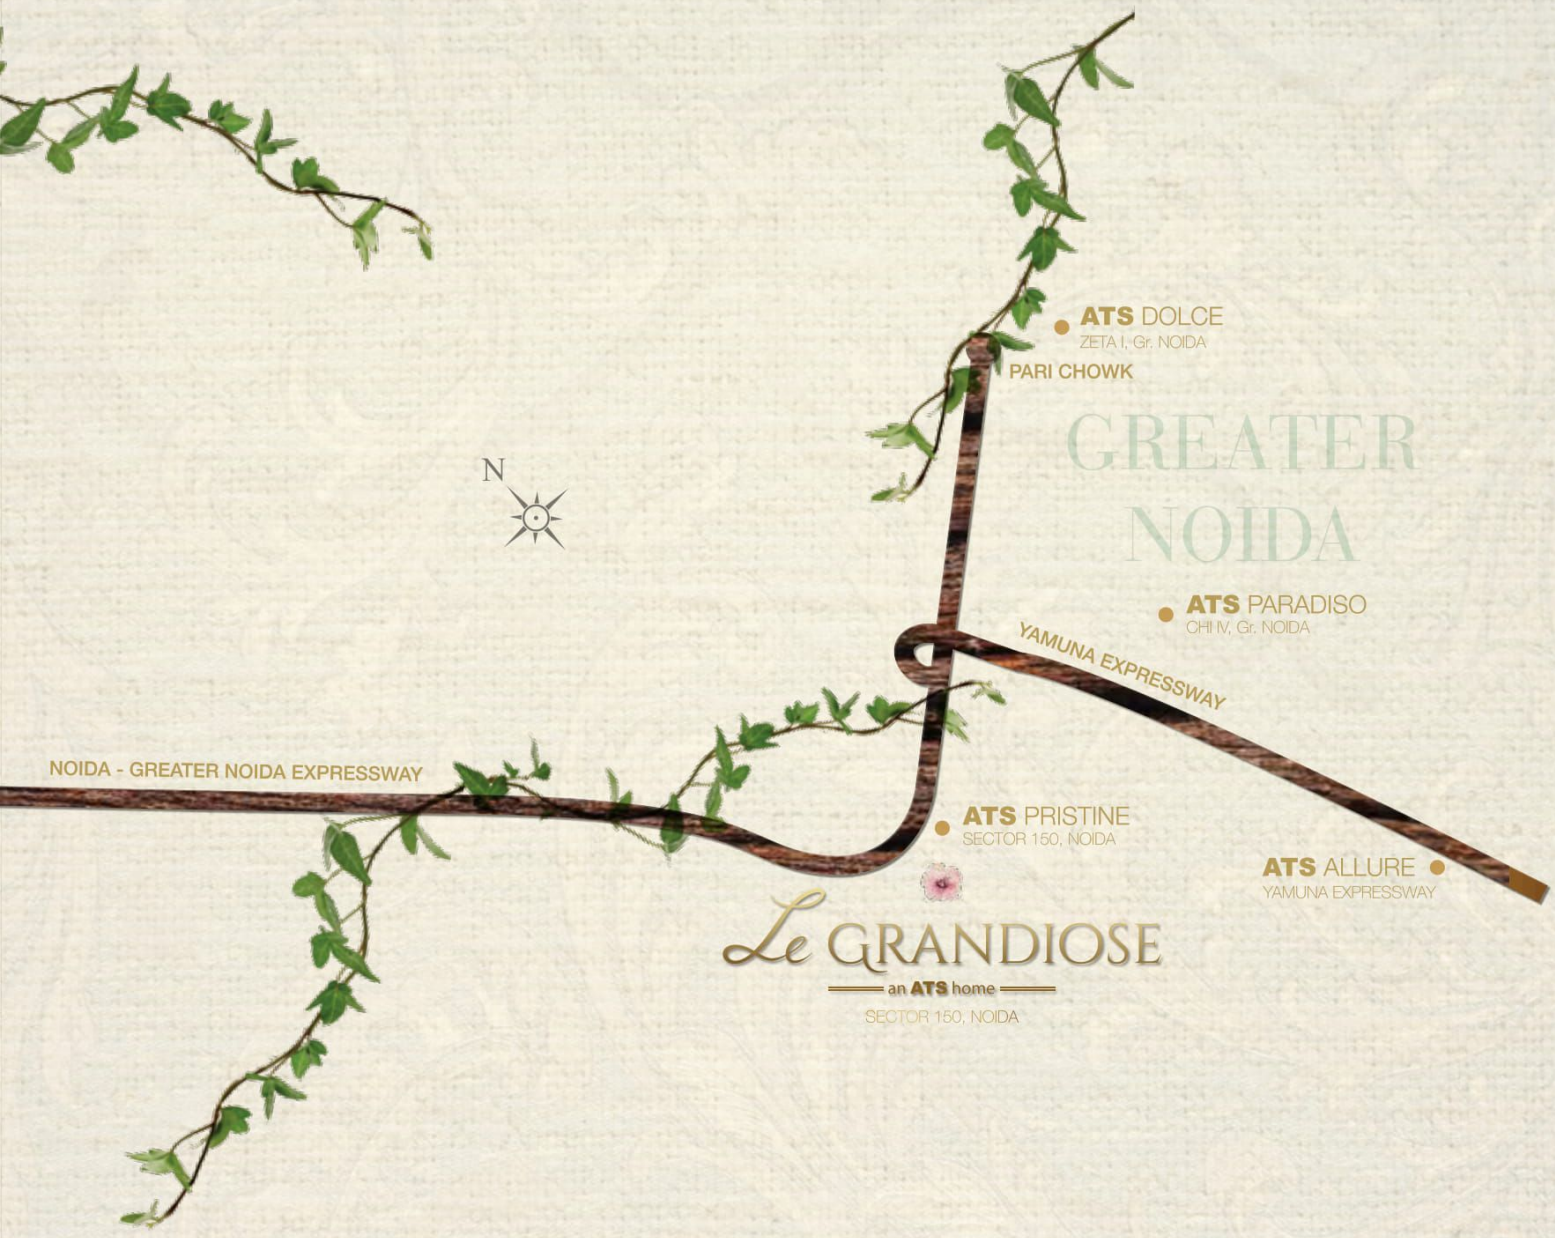 ATS DOLCE
ZETA I, Gr. NOIDA
PARI CHOWK
GREATER
NOIDA
N
ATS PARADISO
CHI IV, Gr. NOIDA
YAMUNA EXPRESSWAY
NOIDA - GREATER NOIDA EXPRESSWAY
ATS PRISTINE
SECTOR 150, NOIDA
ATS ALLURE
YAMUNA EXPRESSWAY
Le GRANDIOSE
an ATS home
SECTOR 150, NOIDA